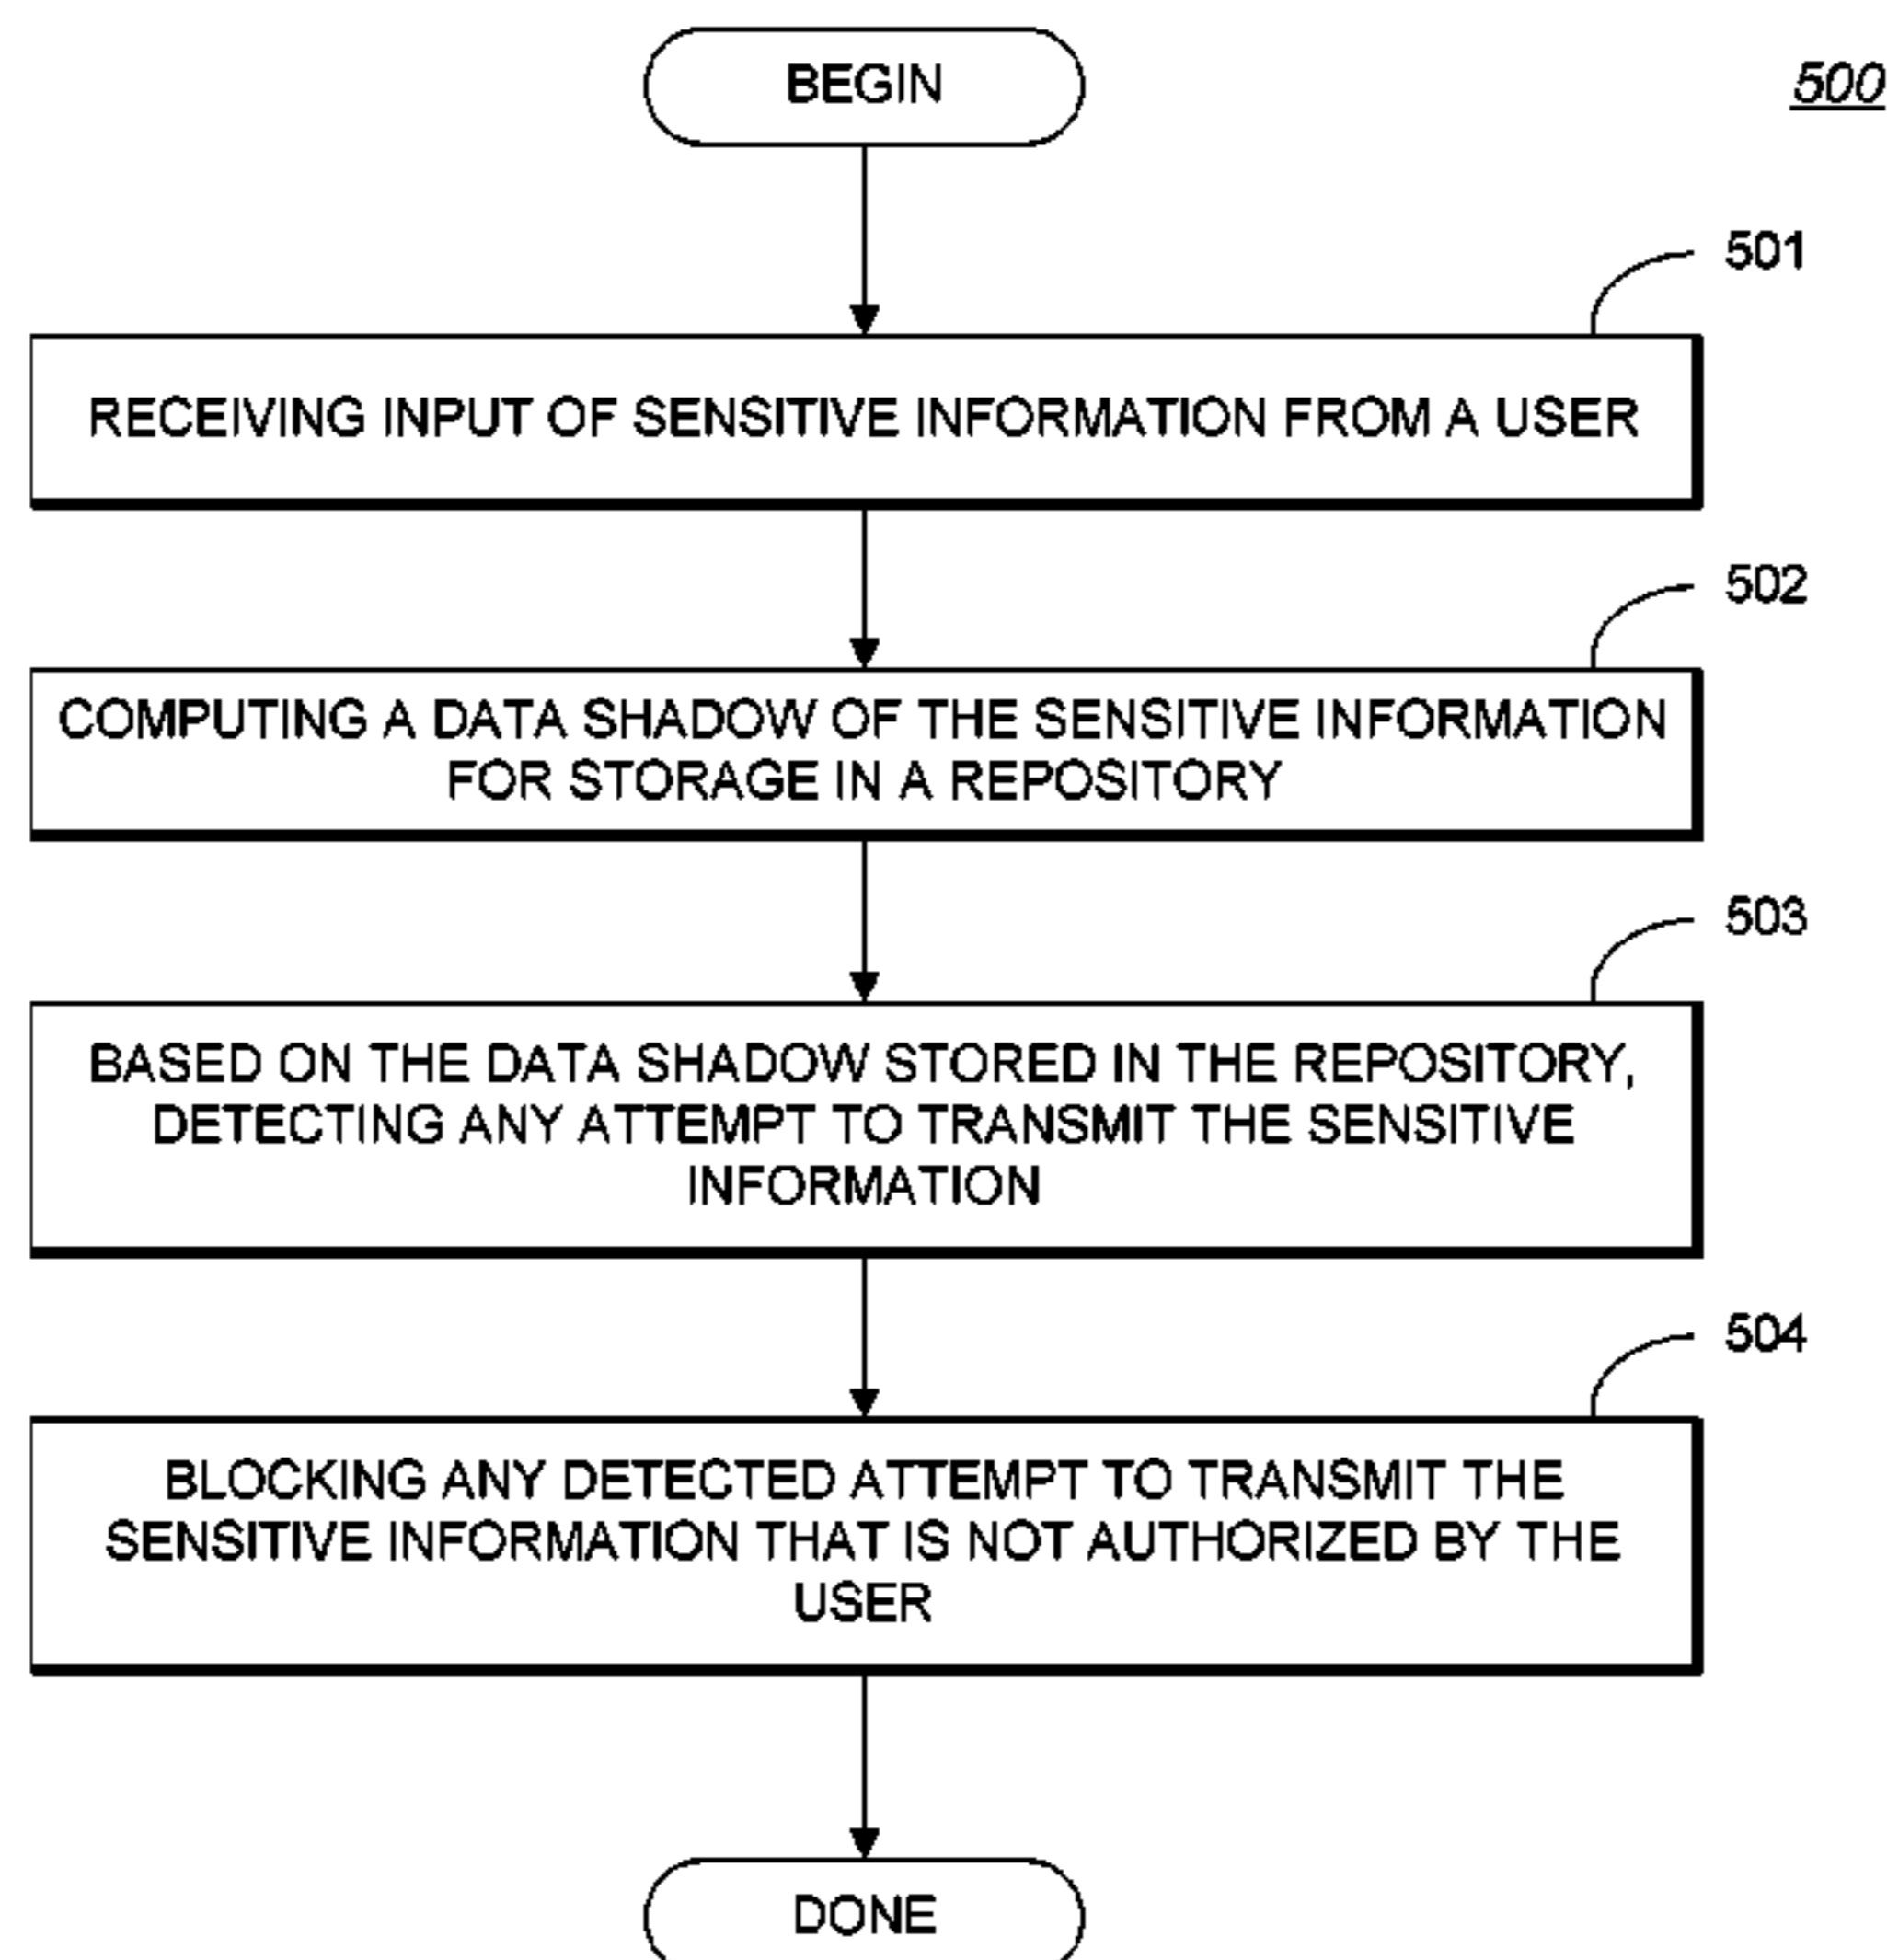 BEGIN
500
501
RECEIVING INPUT OF SENSITIVE INFORMATION FROM A USER
502
COMPUTING A DATA SHADOW OF THE SENSITIVE INFORMATION
FOR STORAGE IN A REPOSITORY
503
BASED ON THE DATA SHADOW STORED IN THE REPOSITORY,
DETECTING ANY ATTEMPT TO TRANSMIT THE SENSITIVE
INFORMATION
504
BLOCKING ANY DETECTED ATTEMPT TO TRANSMIT THE
SENSITIVE INFORMATION THAT IS NOT AUTHORIZED BY THE
USER
DONE